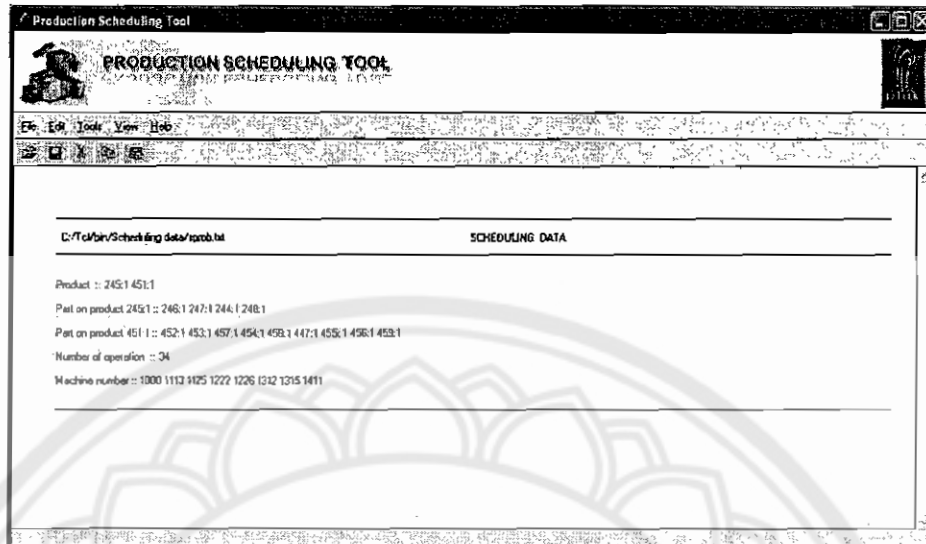 Production Scheduling Tool
PRODUCTION SCHEDULING TOOL
File Edit Tools View Help
C:/Tcl/bin/Scheduling data/sprob.txt SCHEDULING DATA
Product :: 245:1 451:1
Part on product 245:1 :: 246:1 247:1 244:1 248:1
Part on product 451:1 :: 452:1 453:1 457:1 454:1 458:1 447:1 455:1 456:1 459:1
Number of operation :: 34
Machine number :: 1000 1113 1125 1222 1226 1312 1315 1411